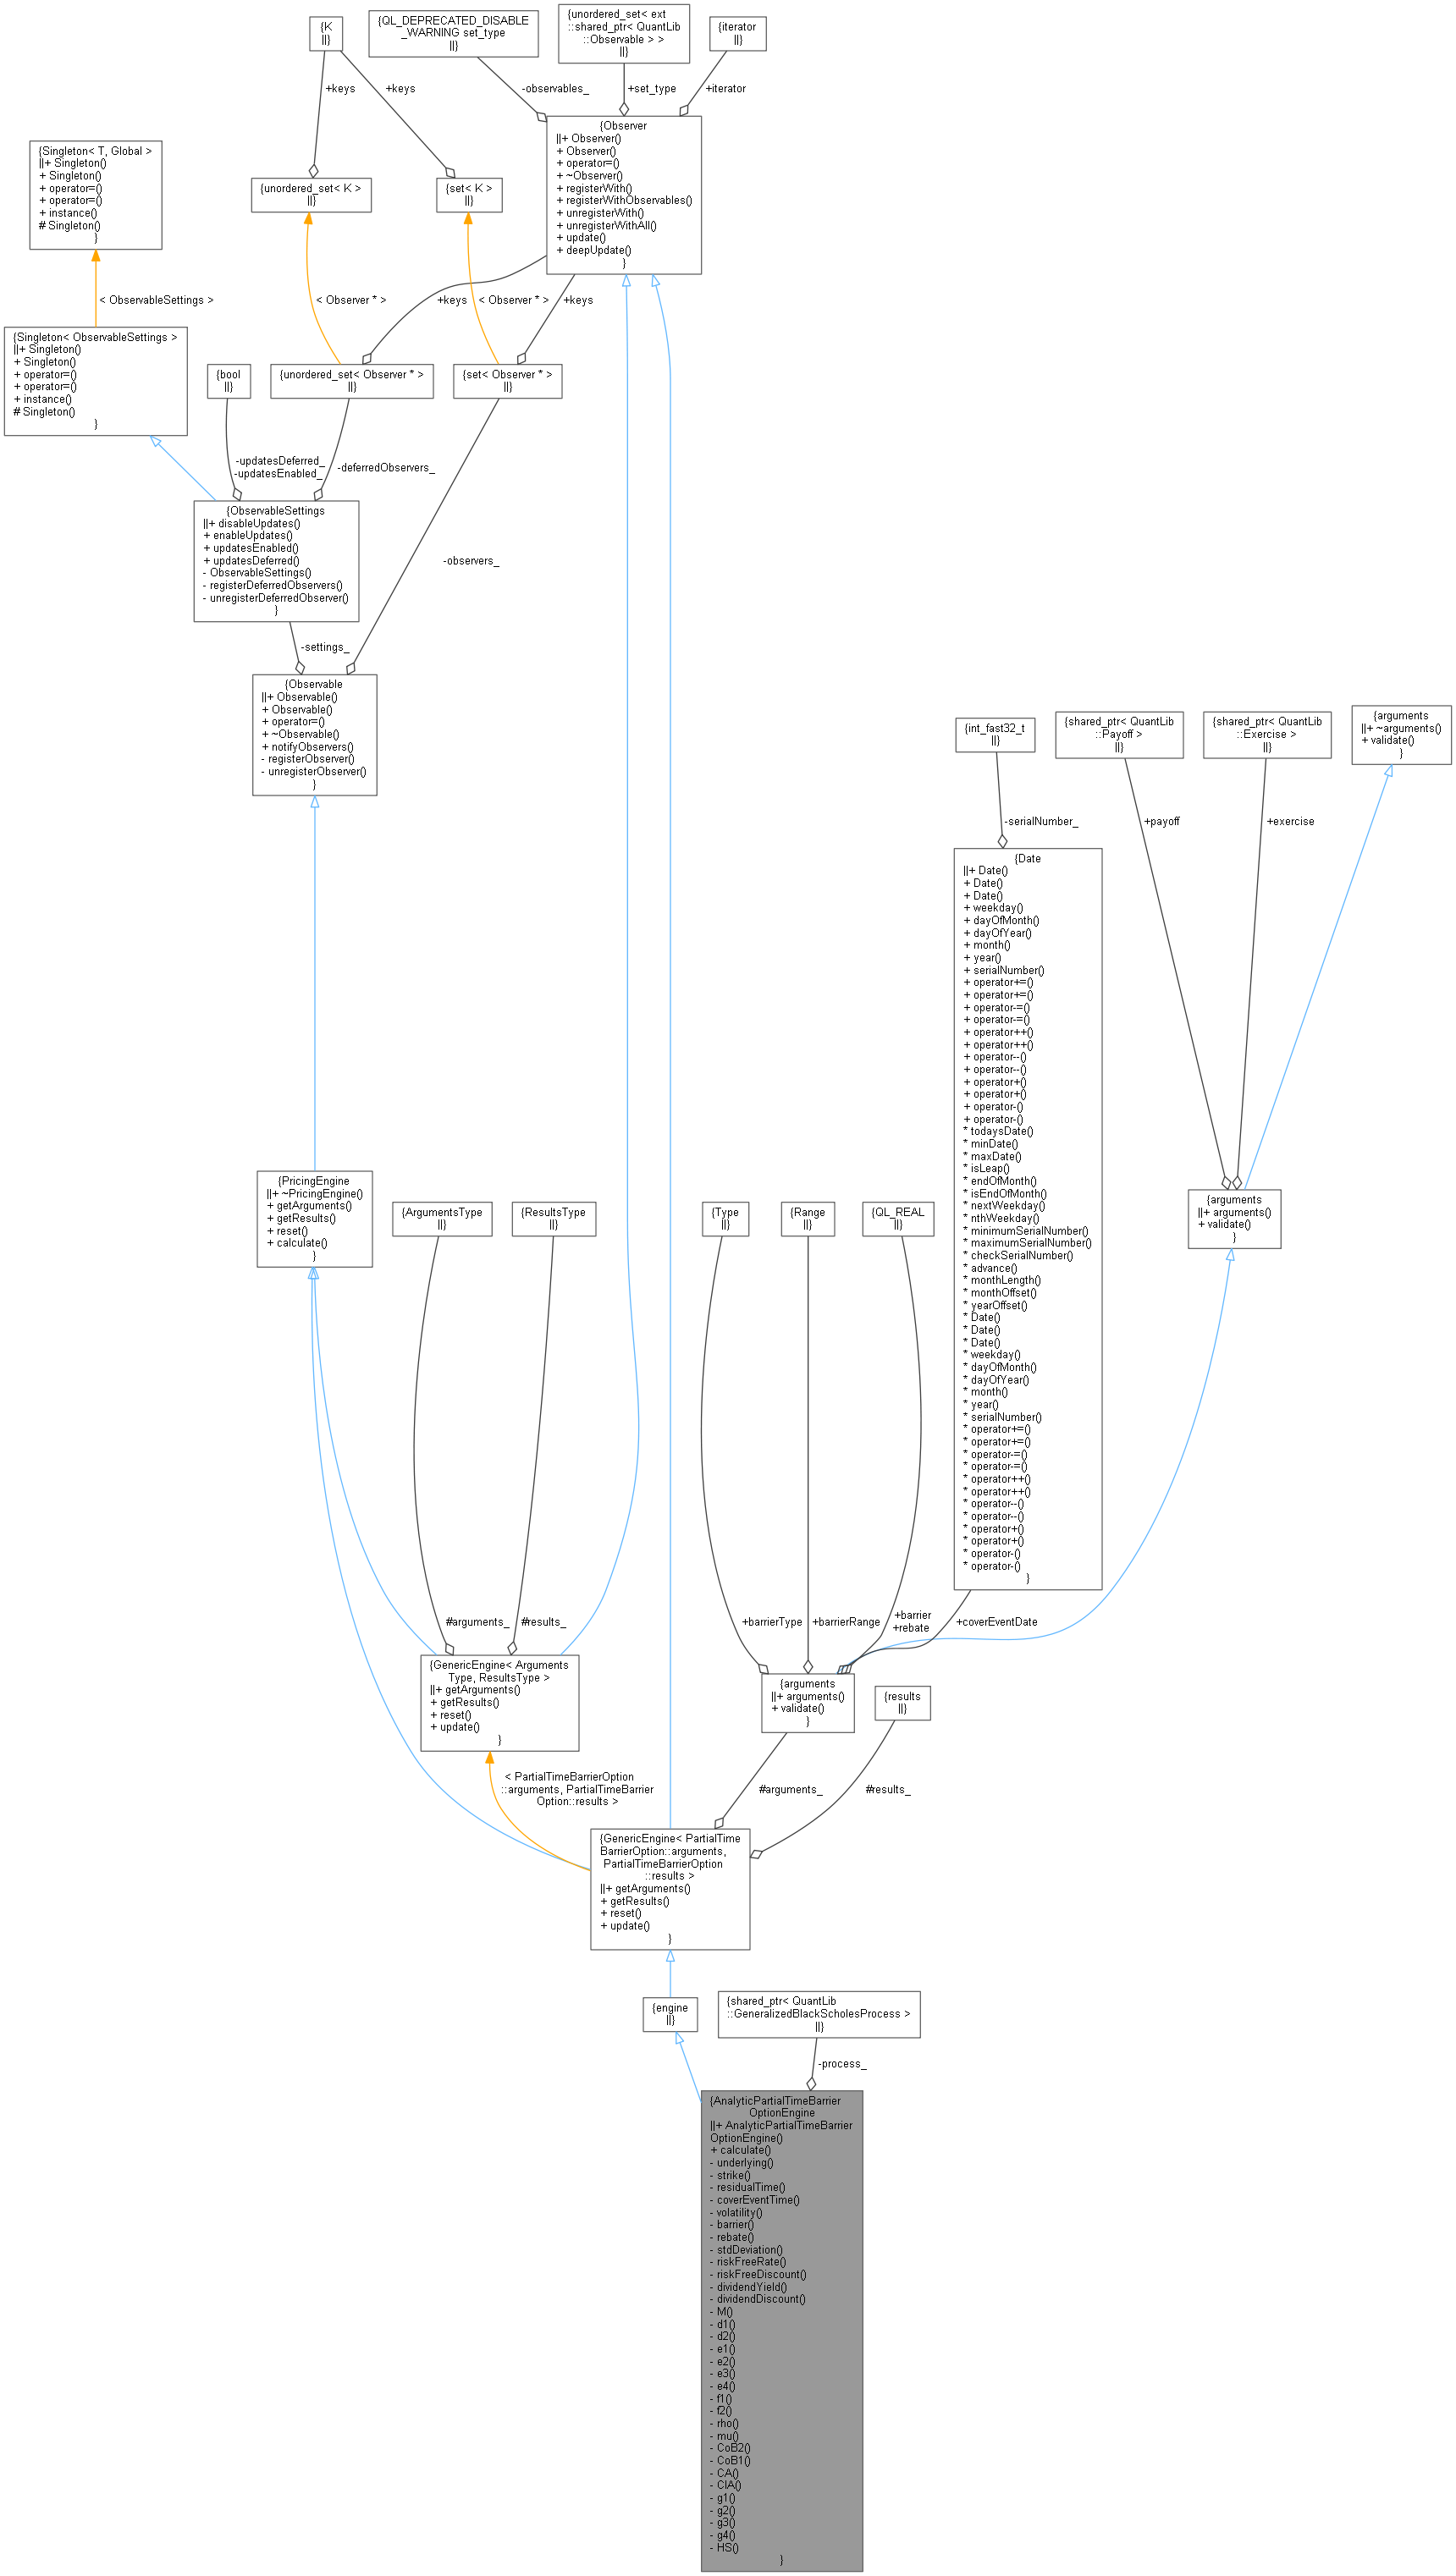 {K
||}
{QL_DEPRECATED_DISABLE
_WARNING set_type
||}
{unordered_set< ext
::shared_ptr< QuantLib
::Observable > >
||}
{iterator
||}
+keys
+keys
-observables_
+set_type
+iterator
{Singleton< T, Global >
||+ Singleton()
+ Singleton()
+ operator=()
+ operator=()
+ instance()
# Singleton()
}
{unordered_set< K >
||}
{set< K >
||}
{Observer
||+ Observer()
+ Observer()
+ operator=()
+ ~Observer()
+ registerWith()
+ registerWithObservables()
+ unregisterWith()
+ unregisterWithAll()
+ update()
+ deepUpdate()
}
< ObservableSettings >
< Observer * >
+keys
< Observer * >
+keys
{Singleton< ObservableSettings >
||+ Singleton()
+ Singleton()
+ operator=()
+ operator=()
+ instance()
# Singleton()
}
{bool
||}
{unordered_set< Observer * >
||}
{set< Observer * >
||}
-updatesDeferred_
-updatesEnabled_
-deferredObservers_
{ObservableSettings
||+ disableUpdates()
+ enableUpdates()
+ updatesEnabled()
+ updatesDeferred()
- ObservableSettings()
- registerDeferredObservers()
- unregisterDeferredObserver()
}
-observers_
-settings_
{Observable
||+ Observable()
+ Observable()
+ operator=()
+ ~Observable()
+ notifyObservers()
- registerObserver()
- unregisterObserver()
}
{int_fast32_t
||}
{shared_ptr< QuantLib
::Payoff >
||}
{shared_ptr< QuantLib
::Exercise >
||}
{arguments
||+ ~arguments()
+ validate()
}
-serialNumber_
+payoff
+exercise
{Date
||+ Date()
+ Date()
+ Date()
+ weekday()
+ dayOfMonth()
+ dayOfYear()
+ month()
+ year()
+ serialNumber()
+ operator+=()
+ operator+=()
+ operator-=()
+ operator-=()
+ operator++()
+ operator++()
+ operator--()
+ operator--()
+ operator+()
+ operator+()
+ operator-()
+ operator-()
* todaysDate()
* minDate()
* maxDate()
* isLeap()
* endOfMonth()
* isEndOfMonth()
* nextWeekday()
* nthWeekday()
* minimumSerialNumber()
* maximumSerialNumber()
* checkSerialNumber()
* advance()
* monthLength()
* monthOffset()
* yearOffset()
* Date()
* Date()
* Date()
* weekday()
* dayOfMonth()
* dayOfYear()
* month()
* year()
* serialNumber()
* operator+=()
* operator+=()
* operator-=()
* operator-=()
* operator++()
* operator++()
* operator--()
* operator--()
* operator+()
* operator+()
* operator-()
* operator-()
}
{PricingEngine
||+ ~PricingEngine()
+ getArguments()
+ getResults()
+ reset()
+ calculate()
}
{ArgumentsType
||}
{ResultsType
||}
{Type
||}
{Range
||}
{QL_REAL
||}
{arguments
||+ arguments()
+ validate()
}
#arguments_
#results_
+barrierType
+barrierRange
+barrier
+rebate
+coverEventDate
{GenericEngine< Arguments
Type, ResultsType >
||+ getArguments()
+ getResults()
+ reset()
+ update()
}
{arguments
||+ arguments()
+ validate()
}
{results
||}
< PartialTimeBarrierOption
::arguments, PartialTimeBarrier
Option::results >
#arguments_
#results_
{GenericEngine< PartialTime
BarrierOption::arguments,
PartialTimeBarrierOption
::results >
||+ getArguments()
+ getResults()
+ reset()
+ update()
}
{engine
||}
{shared_ptr< QuantLib
::GeneralizedBlackScholesProcess >
||}
-process_
{AnalyticPartialTimeBarrier
OptionEngine
||+ AnalyticPartialTimeBarrier
OptionEngine()
+ calculate()
- underlying()
- strike()
- residualTime()
- coverEventTime()
- volatility()
- barrier()
- rebate()
- stdDeviation()
- riskFreeRate()
- riskFreeDiscount()
- dividendYield()
- dividendDiscount()
- M()
- d1()
- d2()
- e1()
- e2()
- e3()
- e4()
- f1()
- f2()
- rho()
- mu()
- CoB2()
- CoB1()
- CA()
- CIA()
- g1()
- g2()
- g3()
- g4()
- HS()
}